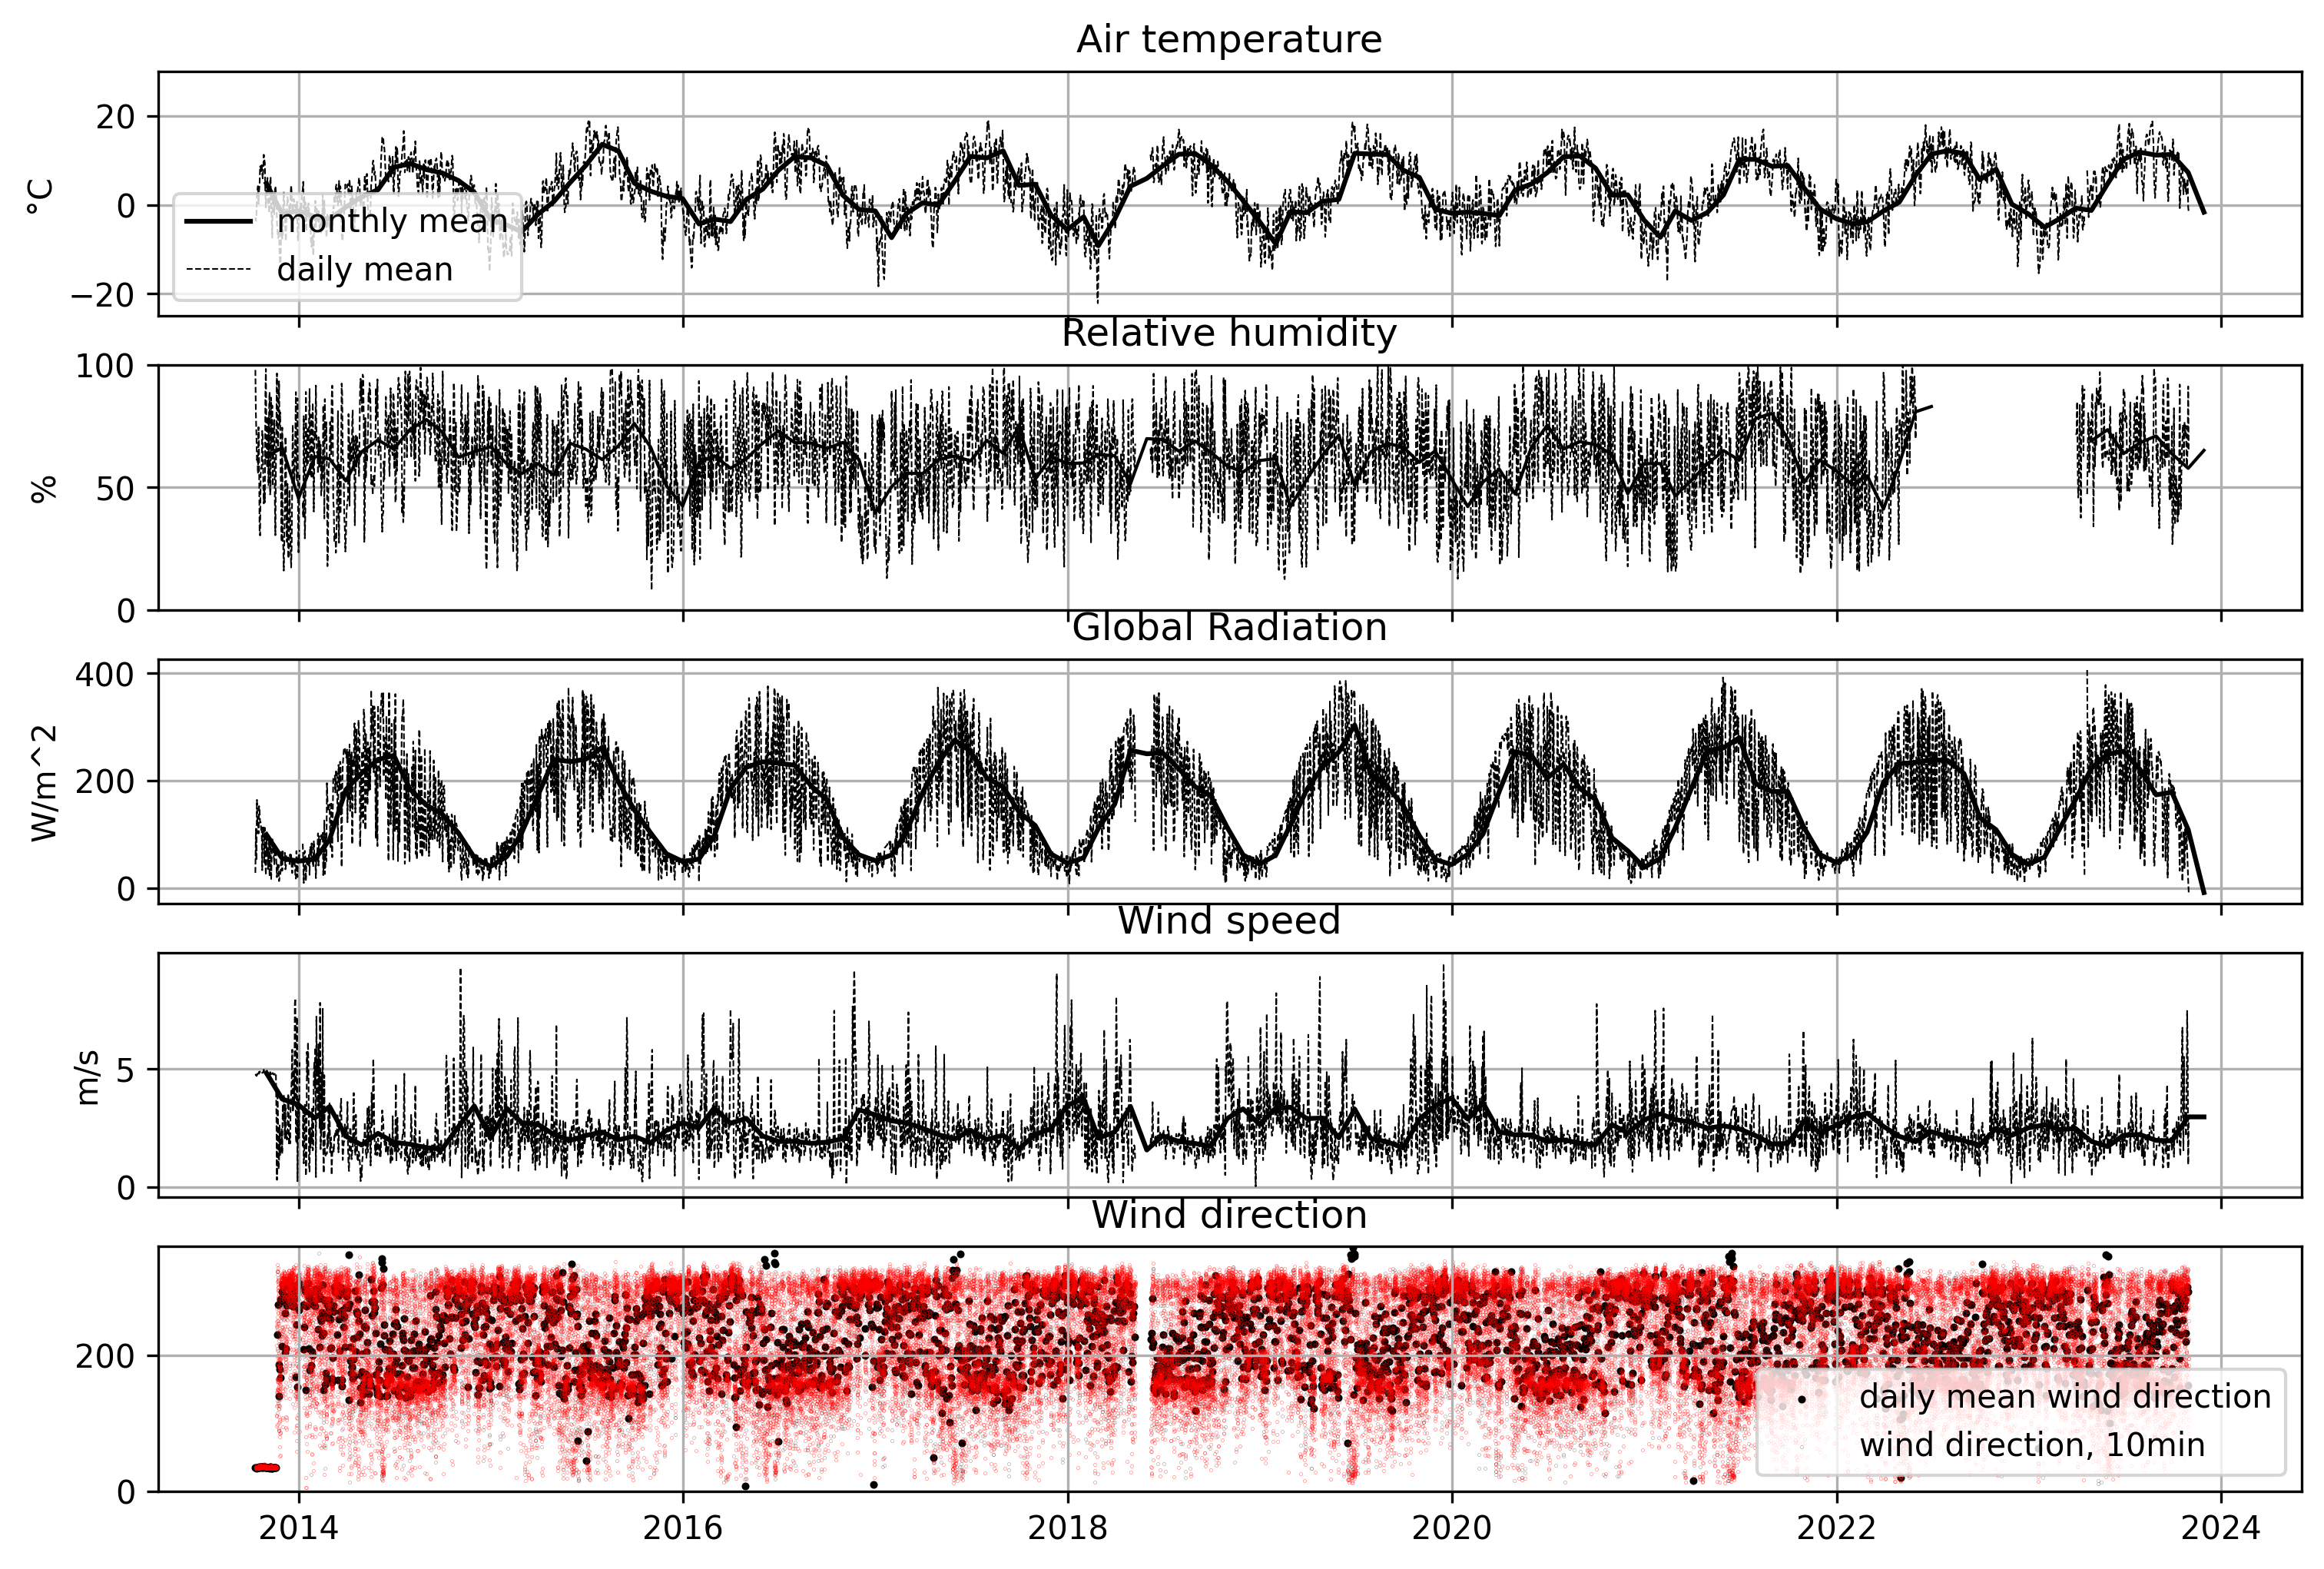 Air temperature
20
0
−20
°C
monthly mean
daily mean
Relative humidity
100
50
0
%
Global Radiation
400
200
0
W/m^2
Wind speed
5
0
m/s
Wind direction
200
0
daily mean wind direction
wind direction, 10min
2014 2016 2018 2020 2022 2024